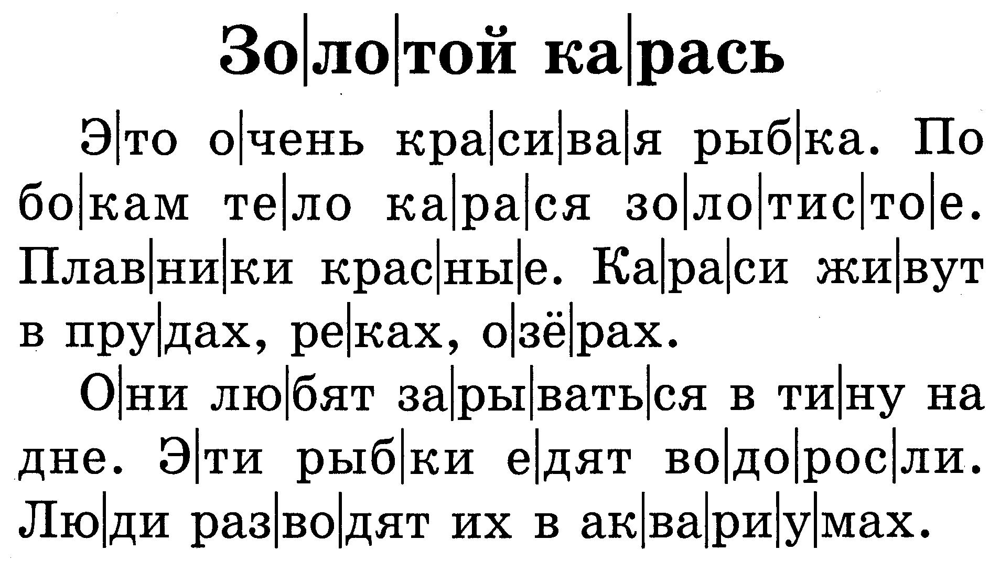 Зо|ло|той ка|рась
Э|то о|чень кра|си|ва|я рыб|ка. По
бо|кам те|ло ка|ра|ся зо|ло|тис|то|е.
Плав|ни|ки крас|ны|е. Ка|ра|си жи|вут
в пру|дах, ре|ках, о|зё|рах.
О|ни лю|бят за|ры|вать|ся в ти|ну на
дне. Э|ти рыб|ки е|дят во|до|рос|ли.
Лю|ди раз|во|дят их в ак|ва|ри|у|мах.